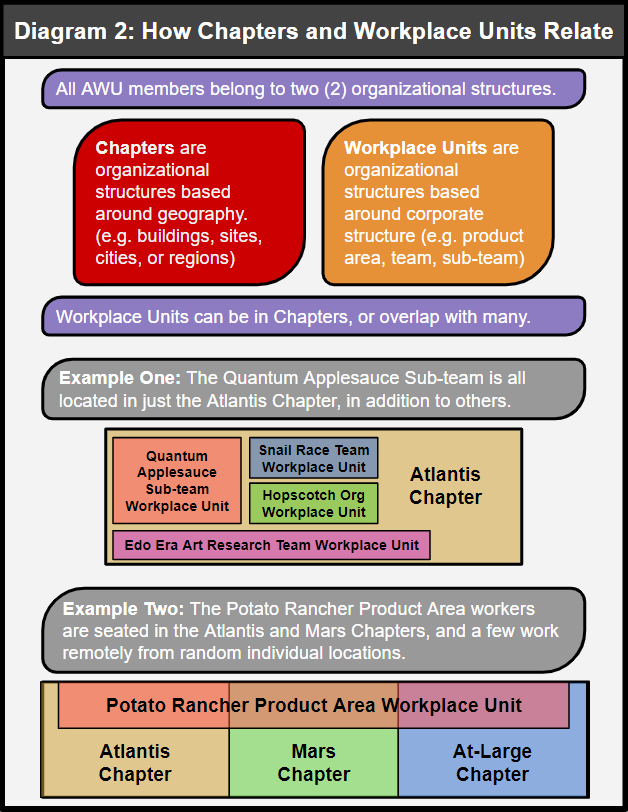 Diagram 2: How Chapters and Workplace Units Relate
All AWU members belong to two (2) organizational structures.
Chapters are
organizational
structures based
around geography.
(e.g. buildings, sites,
cities, or regions)
Workplace Units are
organizational
structures based
around corporate
structure (e.g. product
area, team, sub-team)
Workplace Units can be in Chapters, or overlap with many.
Example One: The Quantum Applesauce Sub-team is all
located in just the Atlantis Chapter, in addition to others.
Quantum
Applesauce
Sub-team
Workplace Unit
Snail Race Team
Workplace Unit
Hopscotch Org
Workplace Unit
Atlantis
Chapter
Edo Era Art Research Team Workplace Unit
Example Two: The Potato Rancher Product Area workers
are seated in the Atlantis and Mars Chapters, and a few work
remotely from random individual locations.
Potato Rancher Product Area Workplace Unit
Atlantis
Chapter
Mars
Chapter
At-Large
Chapter